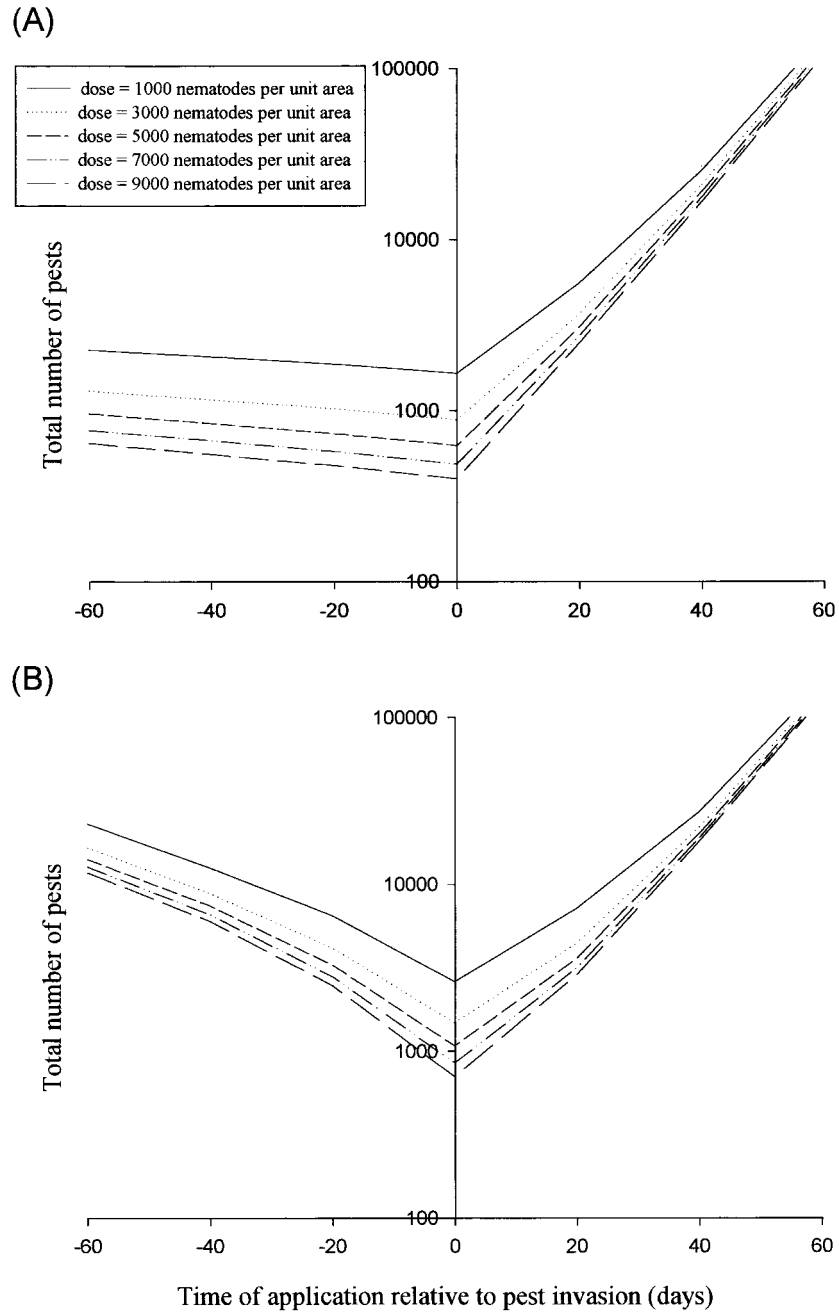 (A)
dose = 1000 nematodes per unit area
dose = 3000 nematodes per unit area
dose = 5000 nematodes per unit area
dose = 7000 nematodes per unit area
dose = 9000 nematodes per unit area
Total number of pests
100000
10000
1000
100
-60 -40 -20 0 20 40 60
(B)
Total number of pests
100000
10000
1000
100
-60 -40 -20 0 20 40 60
Time of application relative to pest invasion (days)